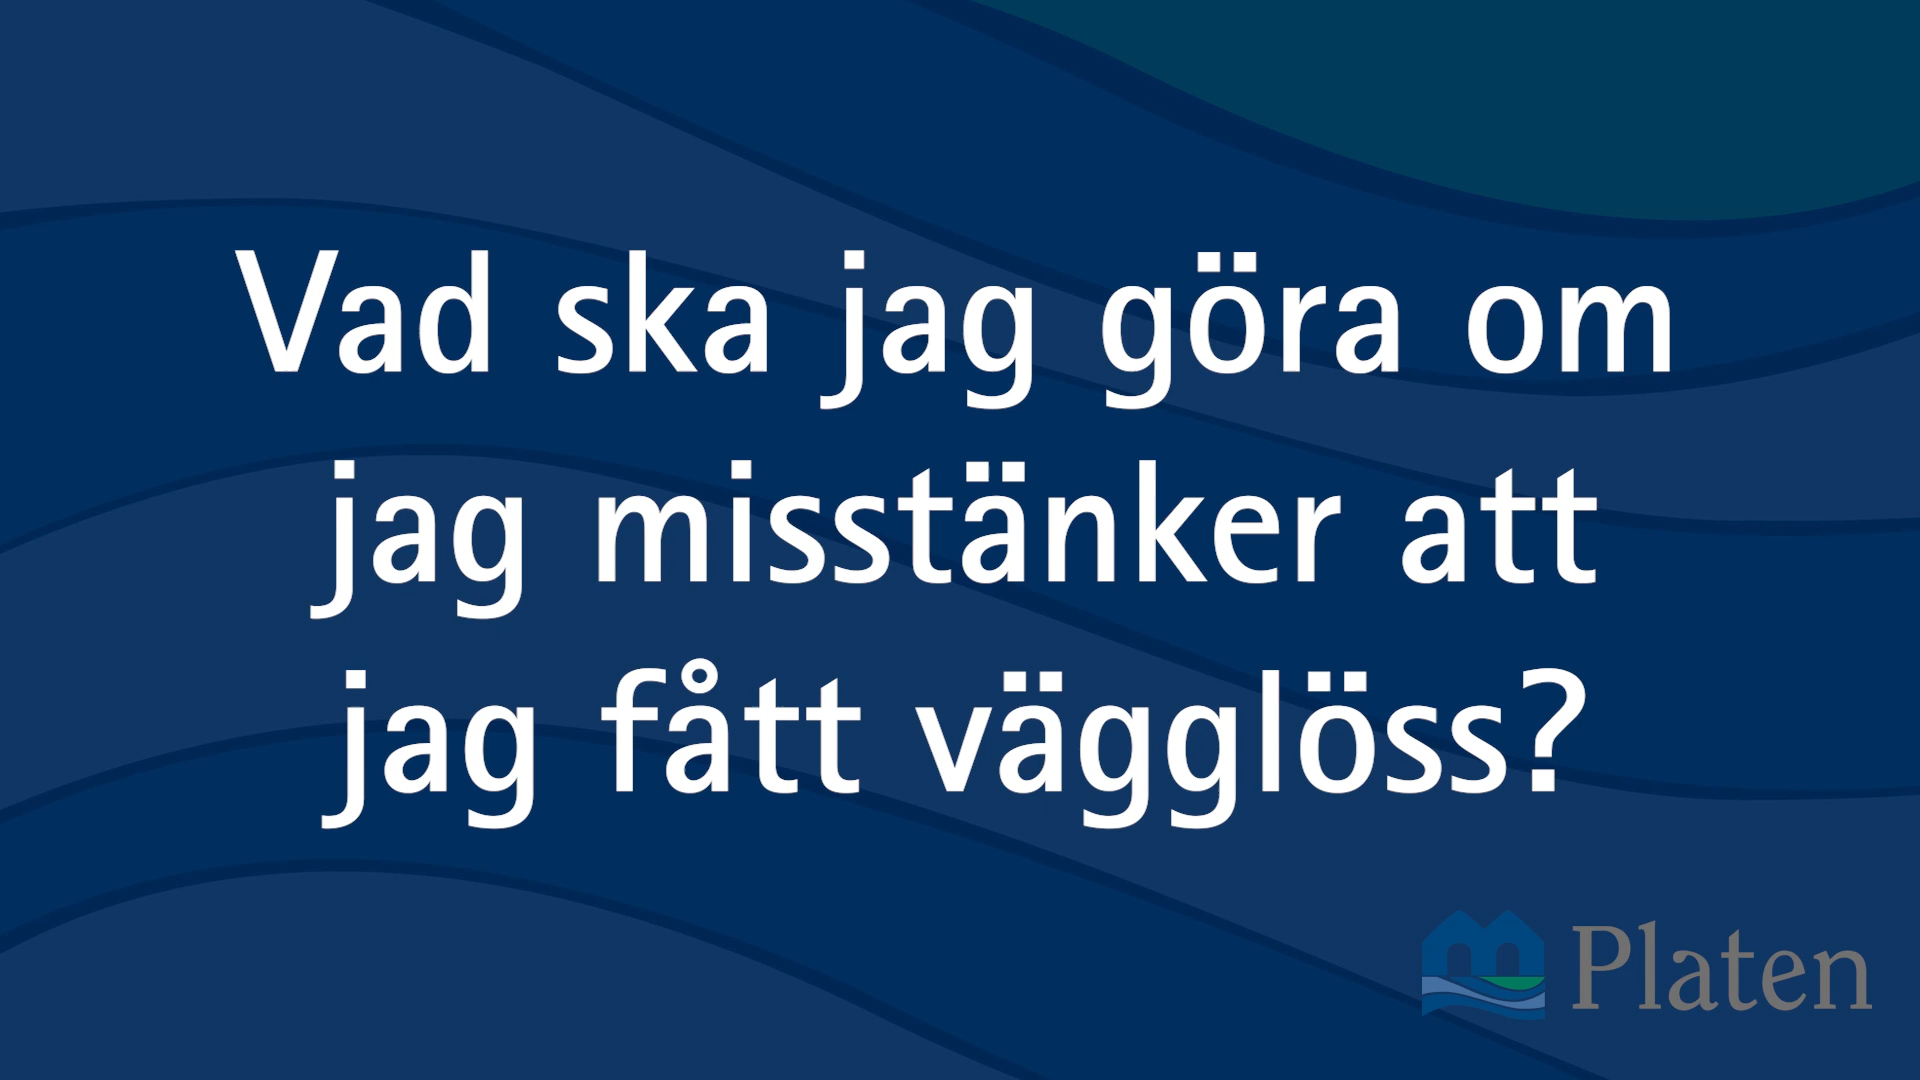 Vad ska jag göra om
jag misstänker att
jag fått vägglöss?
Platen